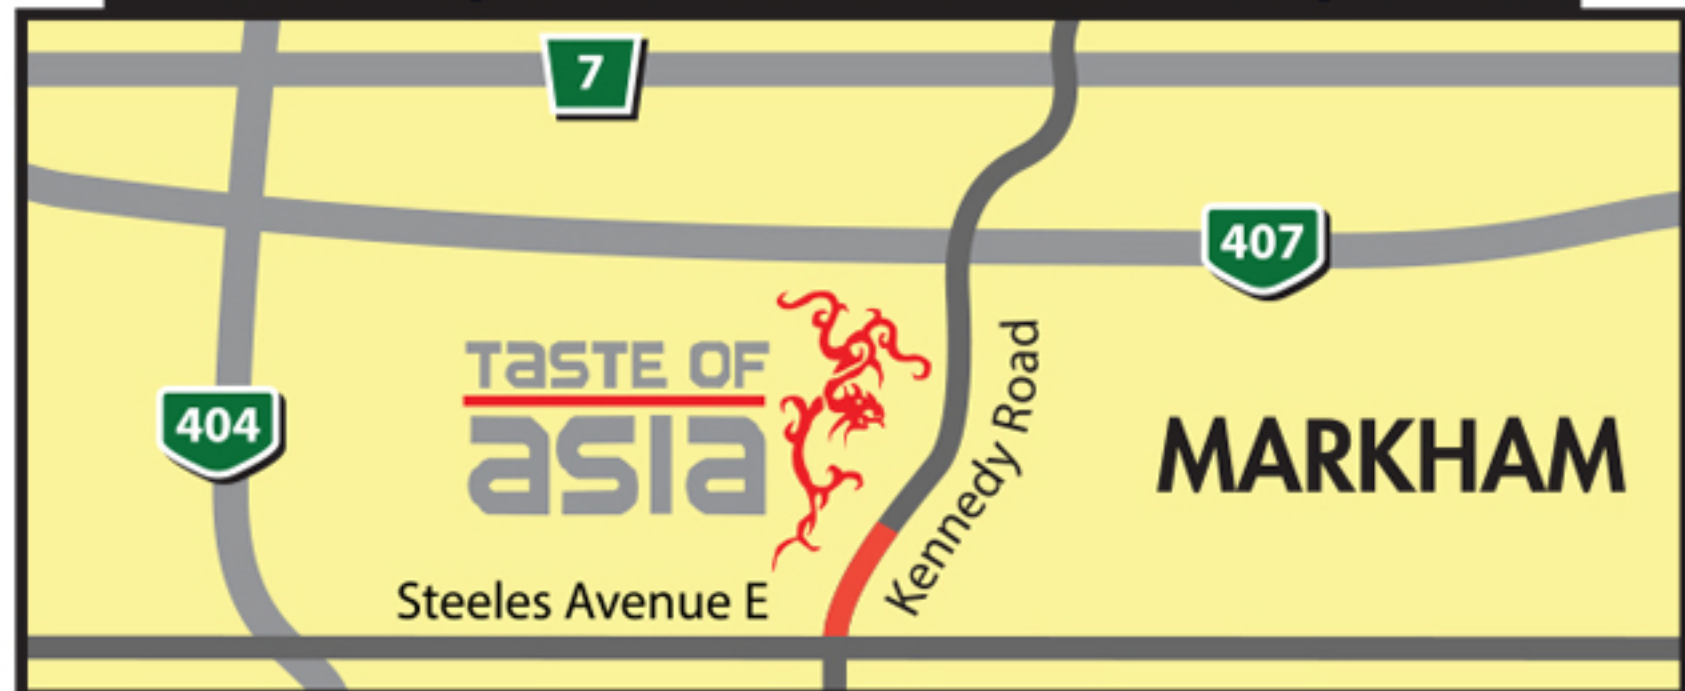 7
407
TaSTE OF
asia
404
Kennedy Road
MARKHAM
Steeles Avenue E